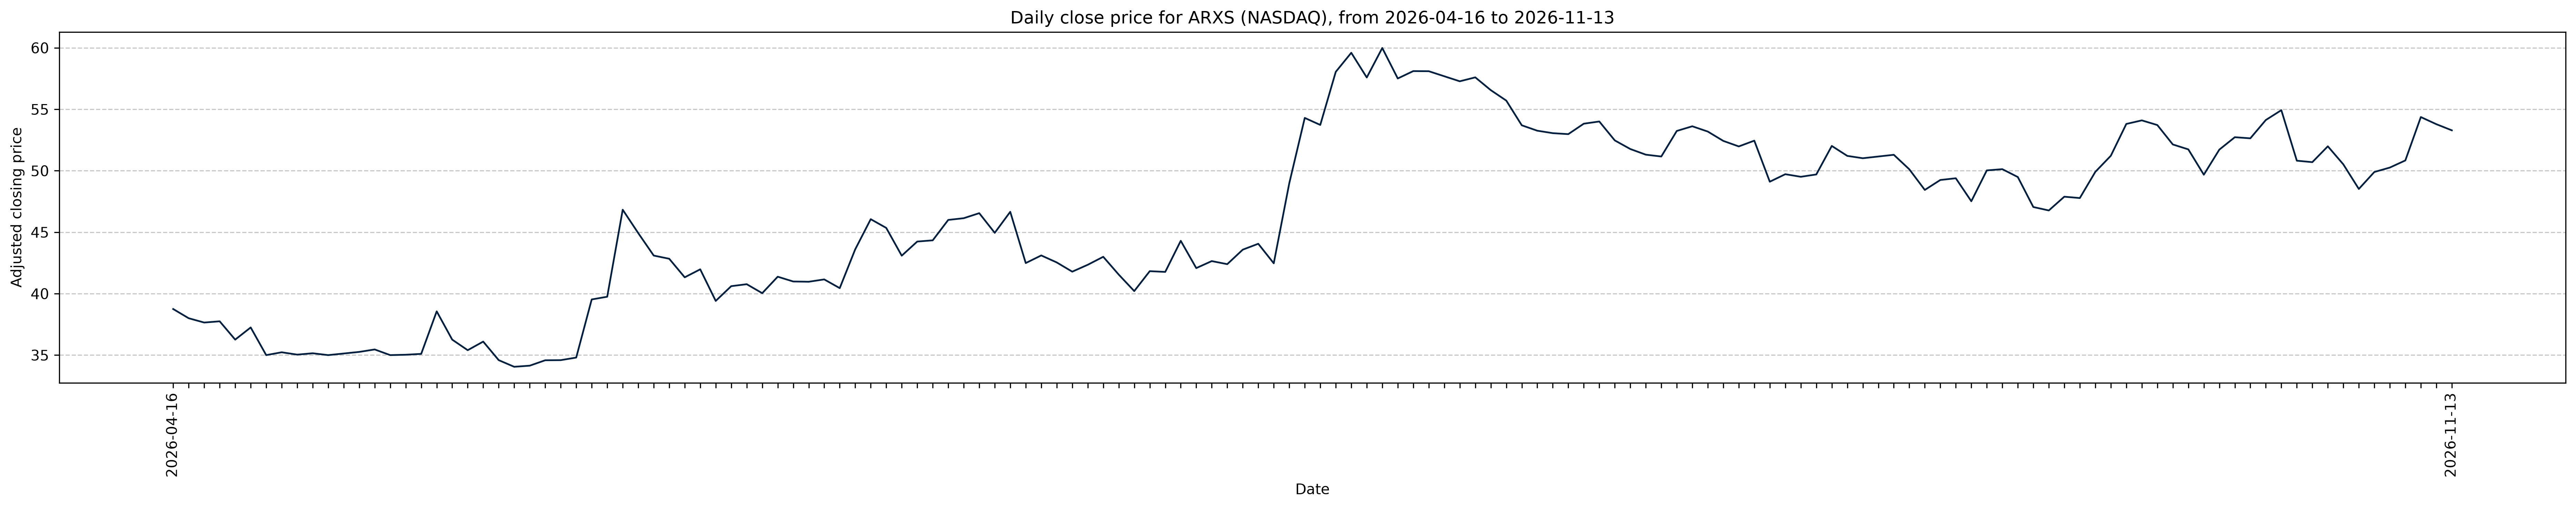 Daily close price for ARXS (NASDAQ), from 2026-04-16 to 2026-11-13
Adjusted closing price
60
55
50
45
40
35
2026-04-16
2026-11-13
Date